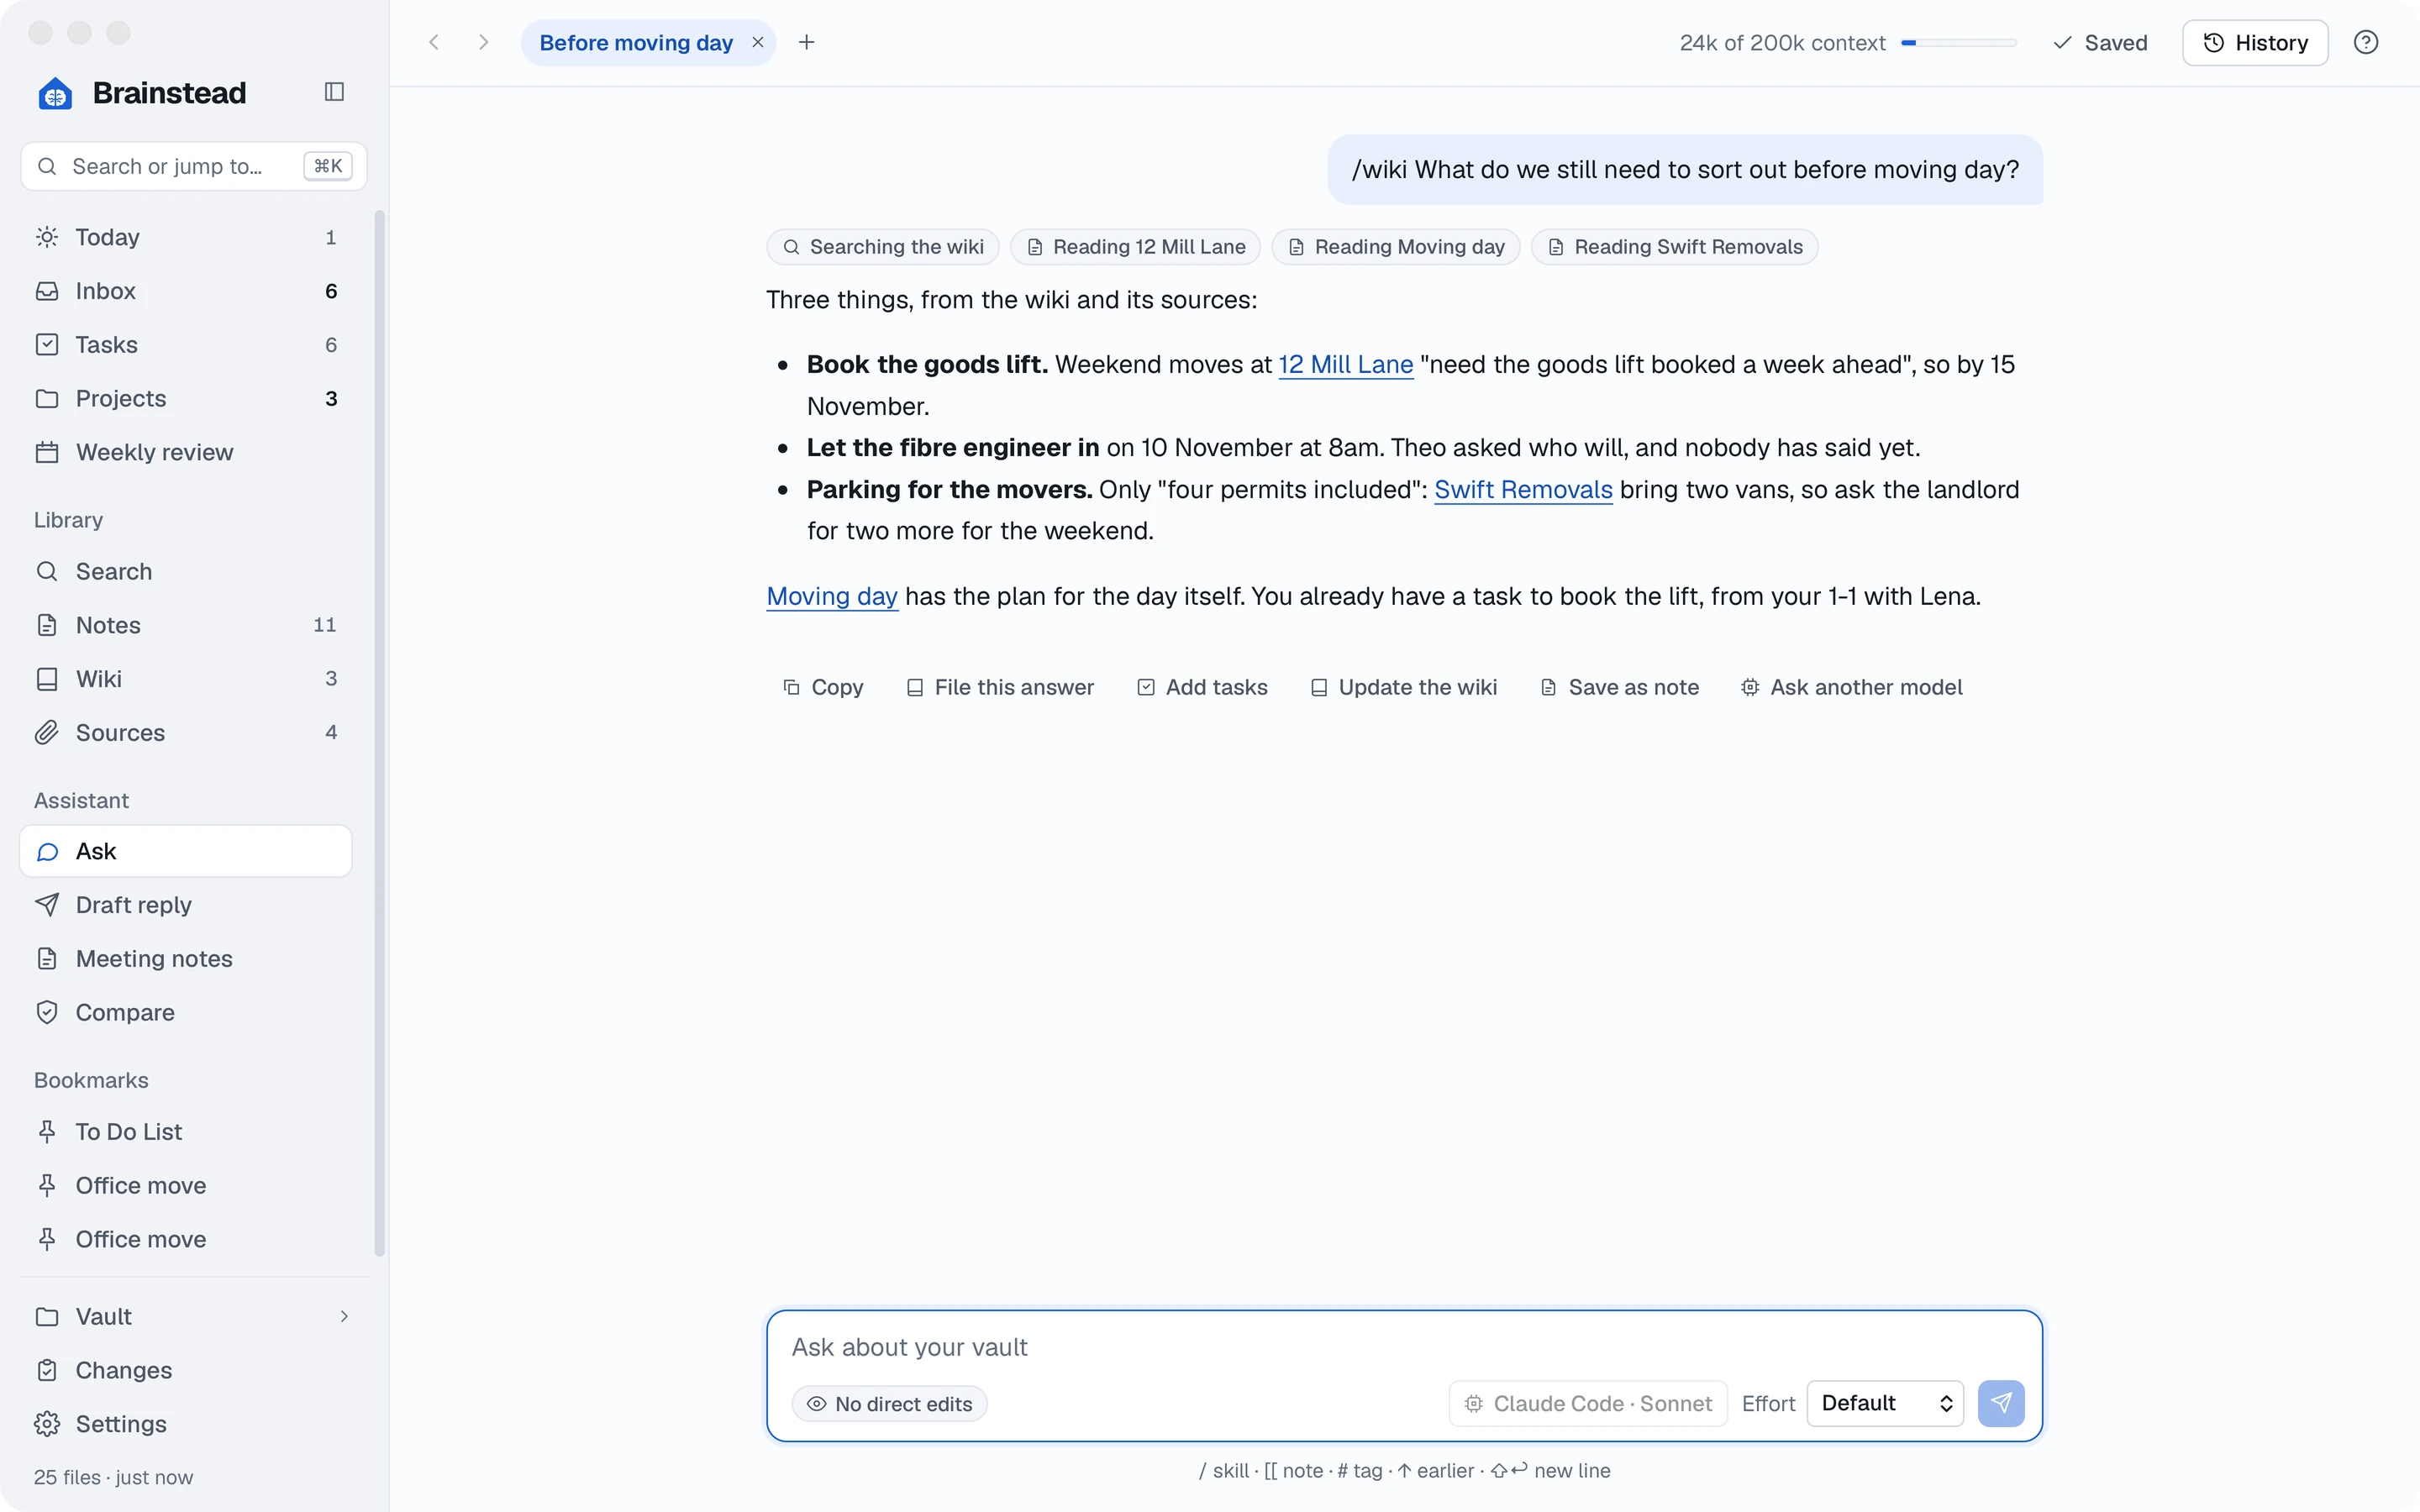 Brainstead
Search or jump to... ⌘K
Today 1
Inbox 6
Tasks 6
Projects 3
Weekly review
Library
Search
Notes 11
Wiki 3
Sources 4
Assistant
Ask
Draft reply
Meeting notes
Compare
Bookmarks
To Do List
Office move
Office move
Vault
Changes
Settings
25 files · just now
Before moving day
24k of 200k context
Saved
History
/wiki What do we still need to sort out before moving day?
Searching the wiki
Reading 12 Mill Lane
Reading Moving day
Reading Swift Removals
Three things, from the wiki and its sources:
• Book the goods lift. Weekend moves at 12 Mill Lane "need the goods lift booked a week ahead", so by 15
November.
• Let the fibre engineer in on 10 November at 8am. Theo asked who will, and nobody has said yet.
• Parking for the movers. Only "four permits included": Swift Removals bring two vans, so ask the landlord
for two more for the weekend.
Moving day has the plan for the day itself. You already have a task to book the lift, from your 1-1 with Lena.
Copy
File this answer
Add tasks
Update the wiki
Save as note
Ask another model
Ask about your vault
No direct edits
Claude Code · Sonnet
Effort
Default
/ skill · [[ note · # tag · ↑ earlier · ⇧↩ new line